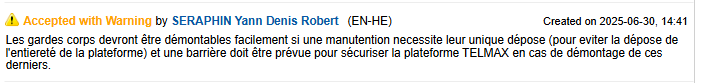 Accepted with Warning by SERAPHIN Yann Denis Robert (EN-HE) Created on 2025-06-30, 14:41
Les gardes corps devront être démontables facilement si une manutention necessite leur unique dépose (pour eviter la dépose de
l'entiereté de la plateforme) et une barrière doit être prévue pour sécuriser la plateforme TELMAX en cas de démontage de ces
derniers.